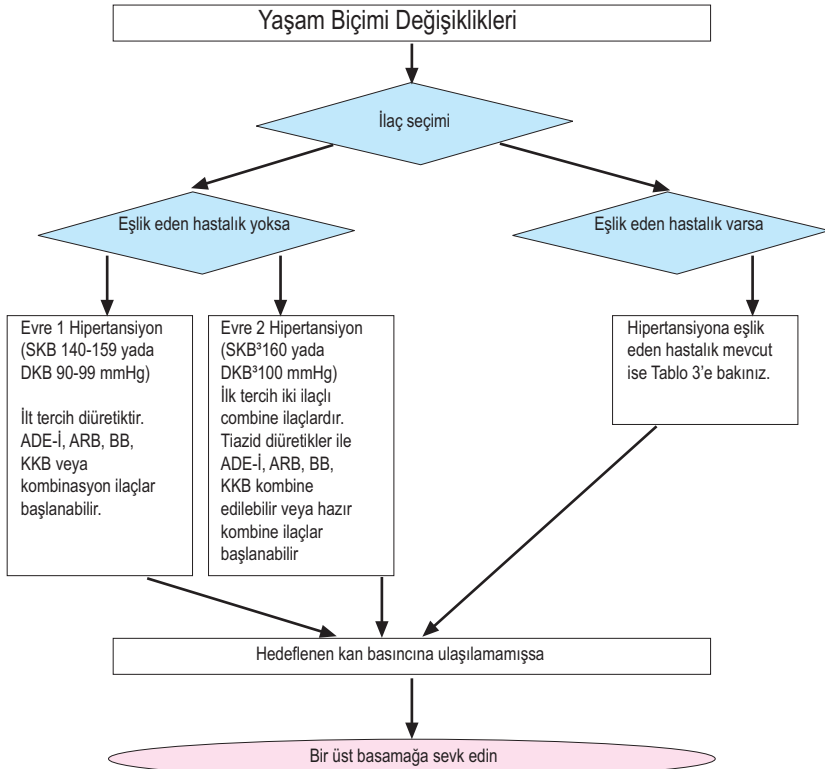 Yaşam Biçimi Değişiklikleri
İlaç seçimi
Eşlik eden hastalık yoksa
Eşlik eden hastalık varsa
Evre 1 Hipertansiyon
(SKB 140-159 yada
DKB 90-99 mmHg)
İlt tercih diüretiktir.
ADE-İ, ARB, BB,
KKB veya
kombinasyon ilaçlar
başlanabilir.
Evre 2 Hipertansiyon
(SKB³160 yada
DKB³100 mmHg)
İlk tercih iki ilaçlı
combine ilaçlardır.
Tiazid diüretikler ile
ADE-İ, ARB, BB,
KKB kombine
edilebilir veya hazır
kombine ilaçlar
başlanabilir
Hipertansiyona eşlik
eden hastalık mevcut
ise Tablo 3’e bakınız.
Hedeflenen kan basıncına ulaşılamamışsa
Bir üst basamağa sevk edin